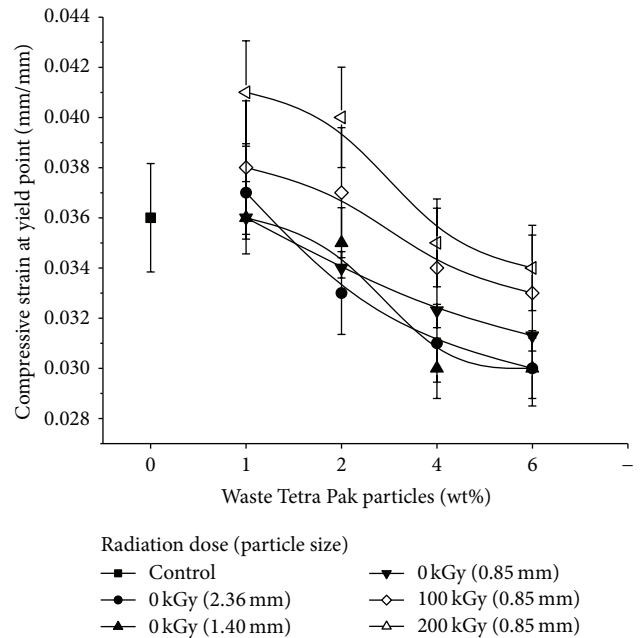 0.044
0.042
0.040
0.038
0.036
0.034
0.032
0.030
0.028
Compressive strain at yield point (mm/mm)
0 1 2 4 6 –
Waste Tetra Pak particles (wt%)
Radiation dose (particle size)
Control
0 kGy (2.36 mm)
0 kGy (1.40 mm)
0 kGy (0.85 mm)
100 kGy (0.85 mm)
200 kGy (0.85 mm)